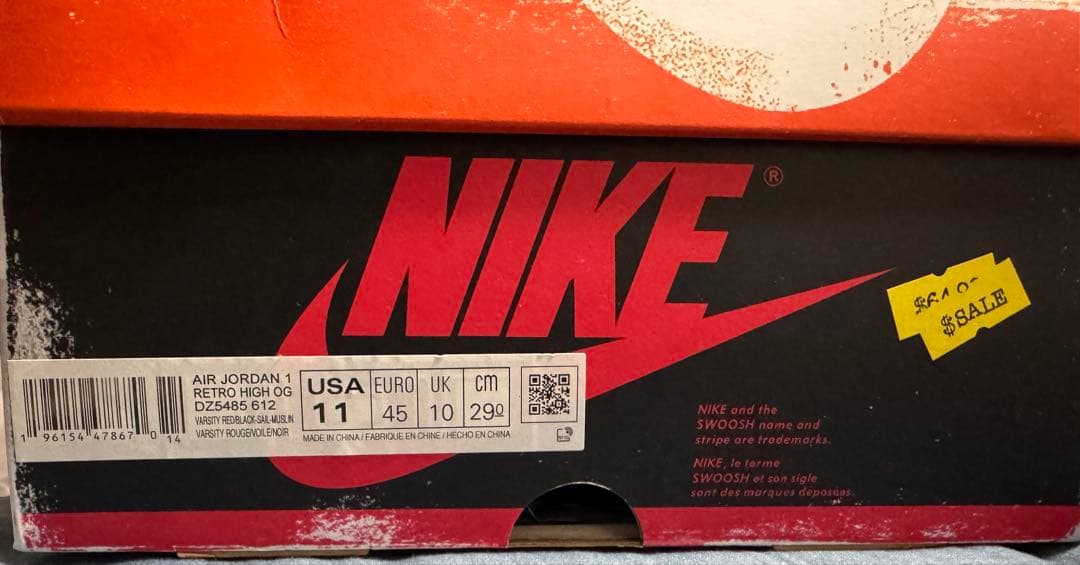 NIKE®
$SALE
AIR JORDAN 1
RETRO HIGH OG
DZ5485 612
VARSITY RED/BLACK-SAIL-MUSLIN
VARSITY ROUGE/VOILE/NOIR
1 96154 47867 0 14
USA EURO UK cm
11 45 10 29.0
MADE IN CHINA / FABRIQUE EN CHINE / HECHO EN CHINA
NIKE and the
SWOOSH name and
stripe are trademarks.
NIKE, le terme
SWOOSH et son sigle
sont des marques deposées.